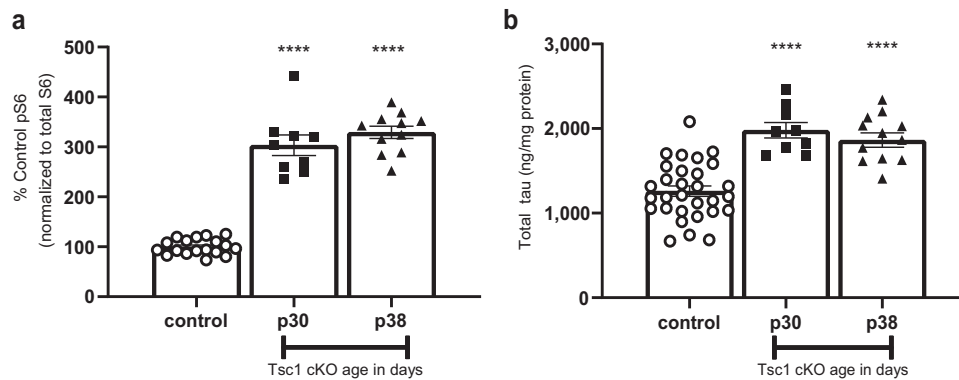 a
% Control pS6
(normalized to total S6)
500
400
300
200
100
0
**** ****
control p30 p38
Tsc1 cKO age in days
b
Total tau (ng/mg protein)
3,000
2,000
1,000
0
**** ****
control p30 p38
Tsc1 cKO age in days